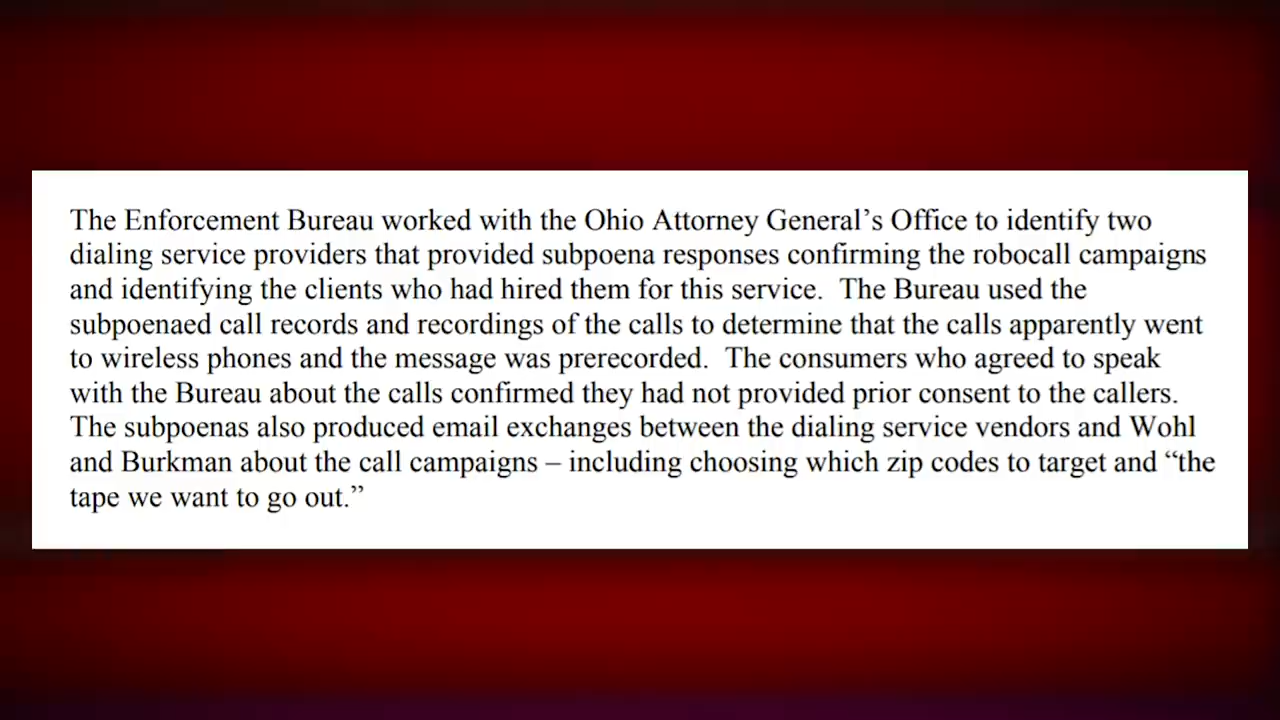 The Enforcement Bureau worked with the Ohio Attorney General’s Office to identify two
dialing service providers that provided subpoena responses confirming the robocall campaigns
and identifying the clients who had hired them for this service.  The Bureau used the
subpoenaed call records and recordings of the calls to determine that the calls apparently went
to wireless phones and the message was prerecorded.  The consumers who agreed to speak
with the Bureau about the calls confirmed they had not provided prior consent to the callers.
The subpoenas also produced email exchanges between the dialing service vendors and Wohl
and Burkman about the call campaigns – including choosing which zip codes to target and “the
tape we want to go out.”